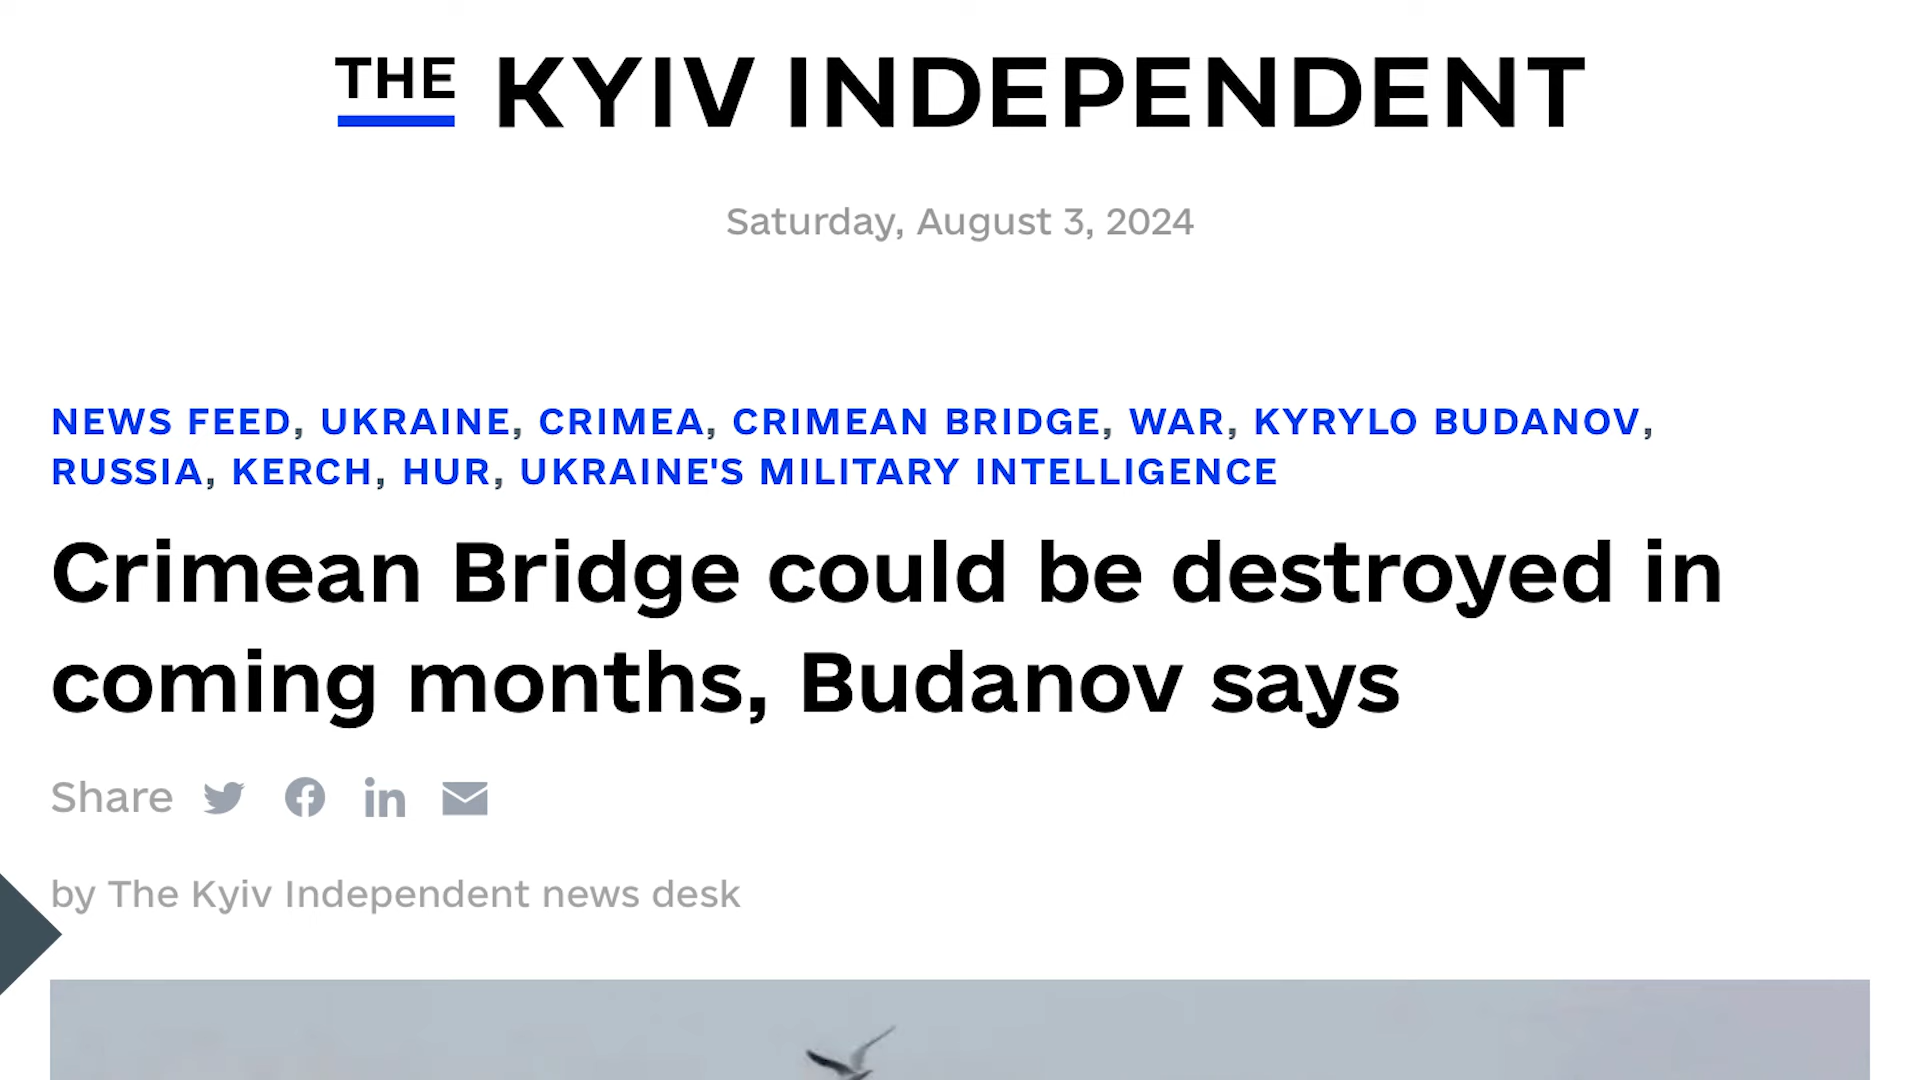 THE KYIV INDEPENDENT
Saturday, August 3, 2024
NEWS FEED, UKRAINE, CRIMEA, CRIMEAN BRIDGE, WAR, KYRYLO BUDANOV,
RUSSIA, KERCH, HUR, UKRAINE'S MILITARY INTELLIGENCE
Crimean Bridge could be destroyed in
coming months, Budanov says
Share
by The Kyiv Independent news desk